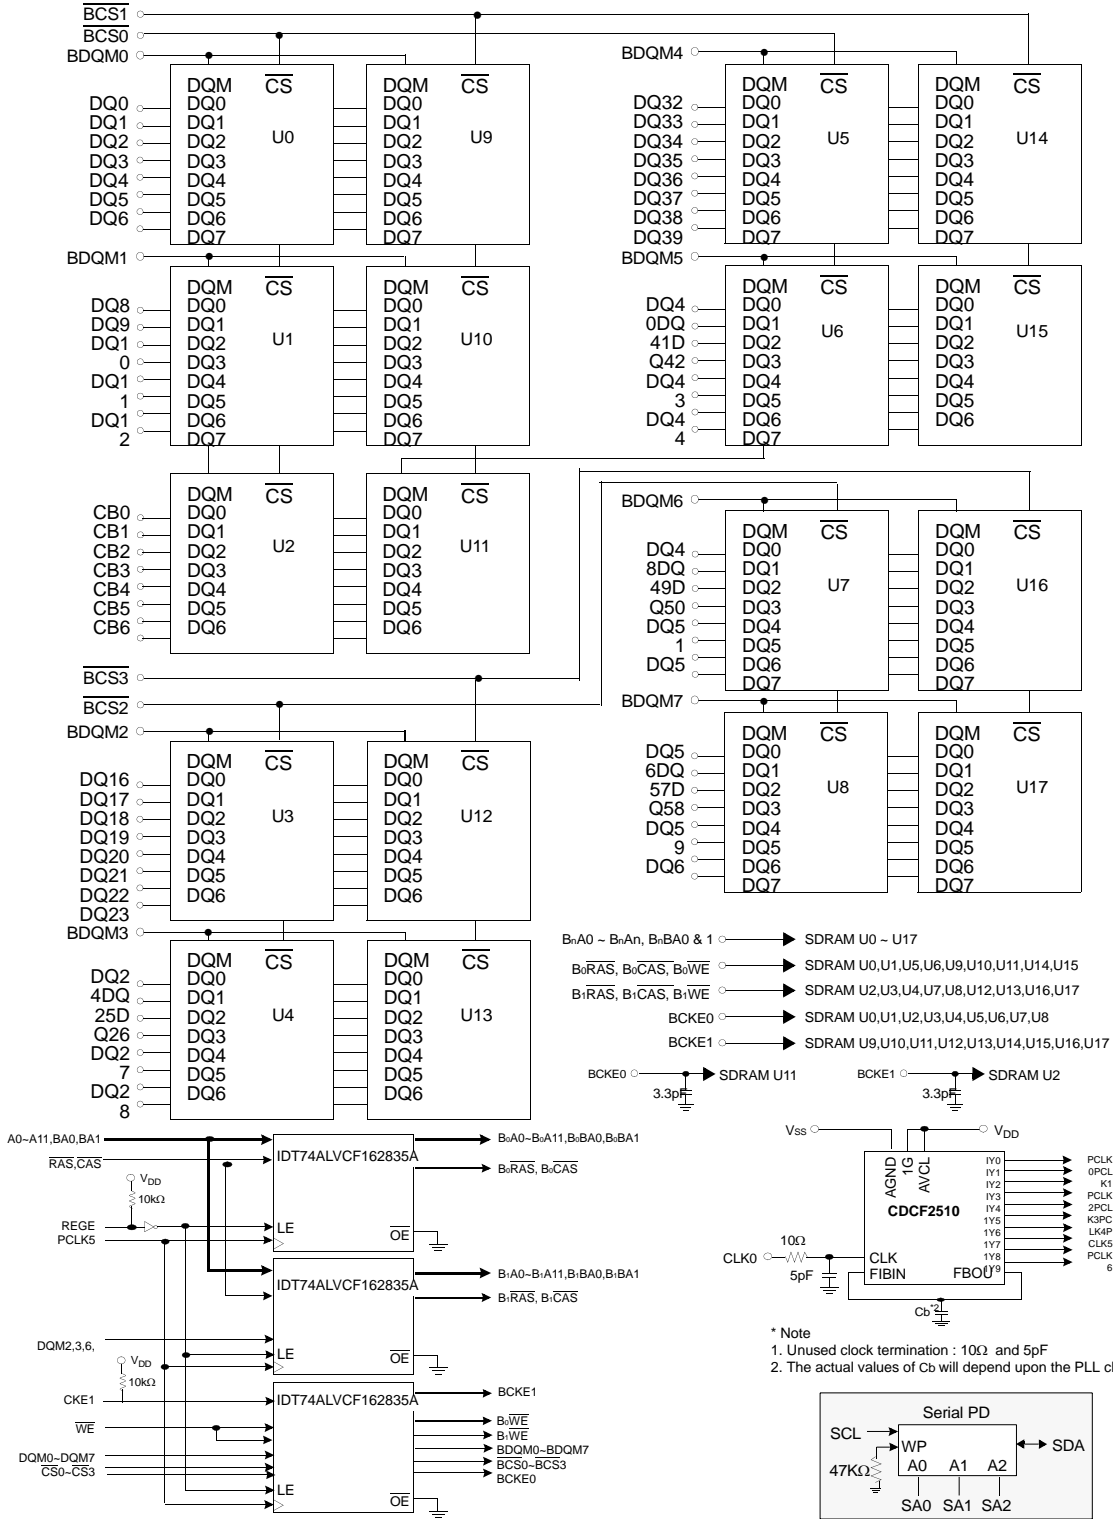 BCS1
BCS0
BDQM0
DQM CS
DQ0 DQ0
DQ1 DQ1
DQ2 DQ2 U0
DQ3 DQ3
DQ4 DQ4
DQ5 DQ5
DQ6 DQ6
DQ7
DQM CS
DQ0
DQ1
DQ2 U9
DQ3
DQ4
DQ5
DQ6
DQ7
BDQM1
DQM CS
DQ8 DQ0
DQ9 DQ1
DQ1 DQ2 U1
0 DQ3
DQ1 DQ4
1 DQ5
DQ1 DQ6
2 DQ7
DQM CS
DQ0
DQ1
DQ2 U10
DQ3
DQ4
DQ5
DQ6
DQ7
DQM CS
CB0 DQ0
CB1 DQ1
CB2 DQ2 U2
CB3 DQ3
CB4 DQ4
CB5 DQ5
CB6 DQ6
DQM CS
DQ0
DQ1
DQ2 U11
DQ3
DQ4
DQ5
DQ6
BCS3
BCS2
BDQM2
DQM CS
DQ16 DQ0
DQ17 DQ1
DQ18 DQ2 U3
DQ19 DQ3
DQ20 DQ4
DQ21 DQ5
DQ22 DQ6
DQ23
DQM CS
DQ0
DQ1
DQ2 U12
DQ3
DQ4
DQ5
DQ6
BDQM3
DQM CS
DQ2 DQ0
4DQ DQ1
25D DQ2 U4
Q26 DQ3
DQ2 DQ4
7 DQ5
DQ2 DQ6
8
DQM CS
DQ0
DQ1
DQ2 U13
DQ3
DQ4
DQ5
DQ6
BDQM4
DQM CS
DQ32 DQ0
DQ33 DQ1
DQ34 DQ2 U5
DQ35 DQ3
DQ36 DQ4
DQ37 DQ5
DQ38 DQ6
DQ39 DQ7
DQM CS
DQ0
DQ1
DQ2 U14
DQ3
DQ4
DQ5
DQ6
DQ7
BDQM5
DQM CS
DQ4 DQ0
0DQ DQ1
41D DQ2 U6
Q42 DQ3
DQ4 DQ4
3 DQ5
DQ4 DQ6
4 DQ7
DQM CS
DQ0
DQ1
DQ2 U15
DQ3
DQ4
DQ5
DQ6
BDQM6
DQM CS
DQ4 DQ0
8DQ DQ1
49D DQ2 U7
Q50 DQ3
DQ5 DQ4
1 DQ5
DQ5 DQ6
DQ7
DQM CS
DQ0
DQ1
DQ2 U16
DQ3
DQ4
DQ5
DQ6
DQ7
BDQM7
DQM CS
DQ5 DQ0
6DQ DQ1
57D DQ2 U8
Q58 DQ3
DQ5 DQ4
9 DQ5
DQ6 DQ6
DQ7
DQM CS
DQ0
DQ1
DQ2 U17
DQ3
DQ4
DQ5
DQ6
DQ7
BnA0 ~ BnAn, BnBA0 & 1 SDRAM U0 ~ U17
B0RAS, B0CAS, B0WE SDRAM U0,U1,U5,U6,U9,U10,U11,U14,U15
B1RAS, B1CAS, B1WE SDRAM U2,U3,U4,U7,U8,U12,U13,U16,U17
BCKE0 SDRAM U0,U1,U2,U3,U4,U5,U6,U7,U8
BCKE1 SDRAM U9,U10,U11,U12,U13,U14,U15,U16,U17
BCKE0 SDRAM U11
3.3pF
BCKE1 SDRAM U2
3.3pF
A0~A11,BA0,BA1
RAS,CAS
VDD
10kΩ
REGE
PCLK5
IDT74ALVCF162835A
LE
OE
B0A0~B0A11,B0BA0,B0BA1
B0RAS, B0CAS
IDT74ALVCF162835A
DQM2,3,6,
LE
OE
B1A0~B1A11,B1BA0,B1BA1
B1RAS, B1CAS
VDD
10kΩ
CKE1
WE
DQM0~DQM7
CS0~CS3
IDT74ALVCF162835A
LE
OE
BCKE1
B0WE
B1WE
BDQM0~BDQM7
BCS0~BCS3
BCKE0
VSS
VDD
AGND
1G
AVCL
CDCF2510
CLK0
10Ω
5pF
CLK
FIBIN FBOU
IY0
IY1
IY2
IY3
IY4
1Y5
1Y6
1Y7
1Y8
1Y9
PCLK
0PCL
K1
PCLK
2PCL
K3PC
LK4P
CLK5
PCLK
6
Cb*2
* Note
1. Unused clock termination : 10Ω and 5pF
2. The actual values of Cb will depend upon the PLL c
Serial PD
SCL
WP
47KΩ
A0 A1 A2
SDA
SA0 SA1 SA2